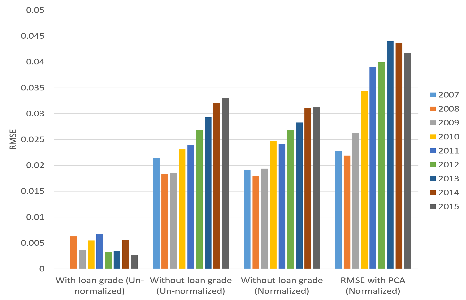 0.05
0.045
0.04
0.035
0.03
0.025
0.02
0.015
0.01
0.005
0
RMSE
With loan grade (Un-
normalized)
Without loan grade
(Un-normalized)
Without loan grade
(Normalized)
RMSE with PCA
(Normalized)
2007
2008
2009
2010
2011
2012
2013
2014
2015